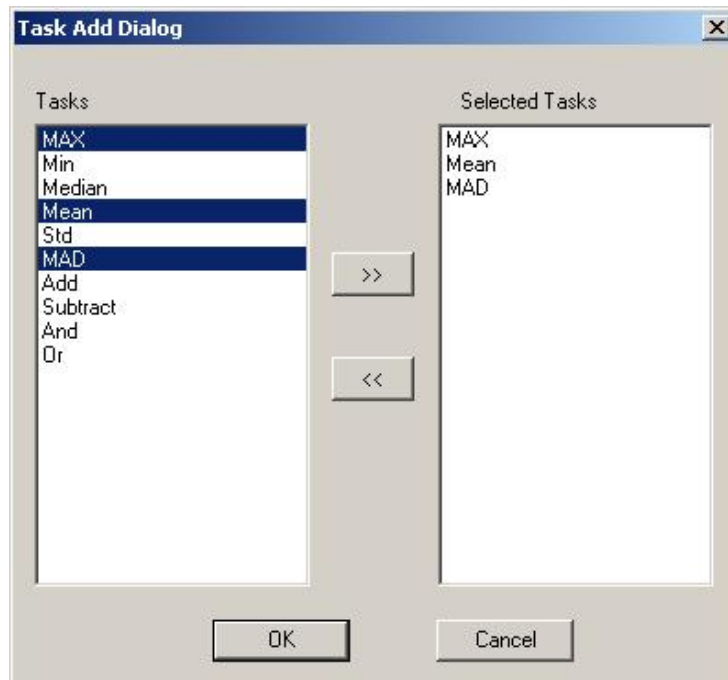 Task Add Dialog
Tasks
MAX
Min
Median
Mean
Std
MAD
Add
Subtract
And
Or
>>
<<
Selected Tasks
MAX
Mean
MAD
OK
Cancel